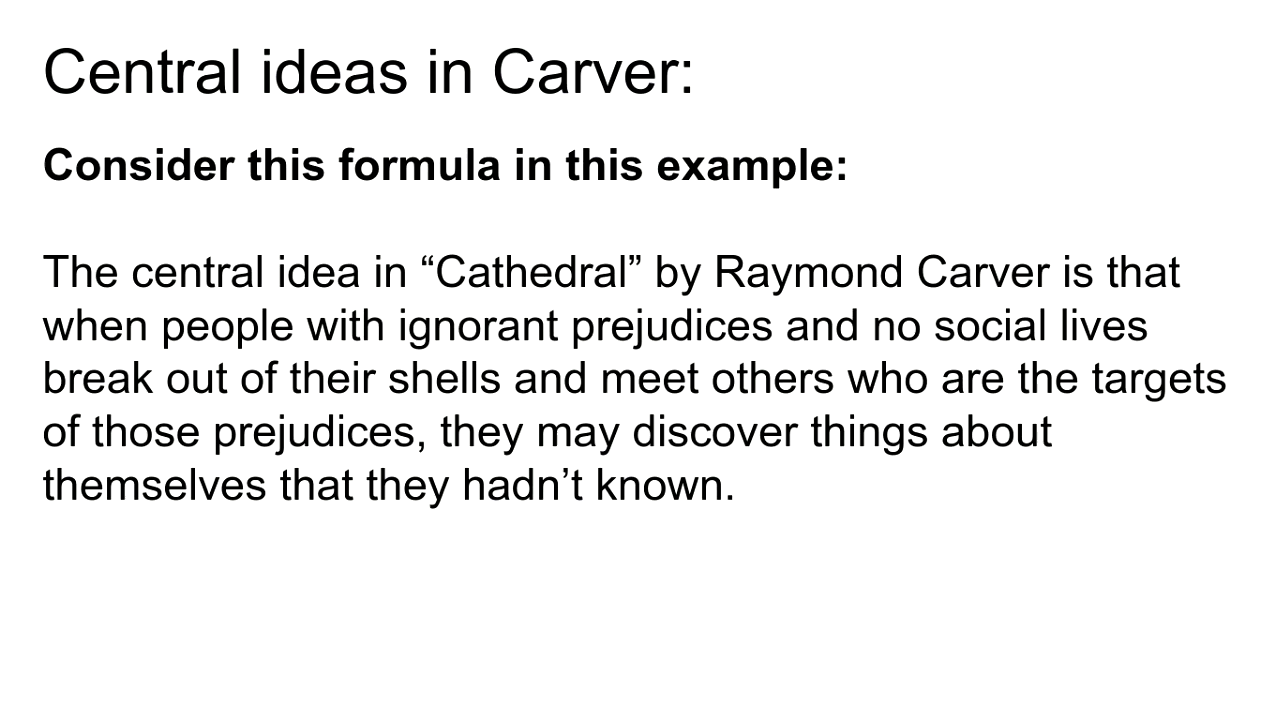 Central ideas in Carver:
Consider this formula in this example:
The central idea in “Cathedral” by Raymond Carver is that
when people with ignorant prejudices and no social lives
break out of their shells and meet others who are the targets
of those prejudices, they may discover things about
themselves that they hadn’t known.